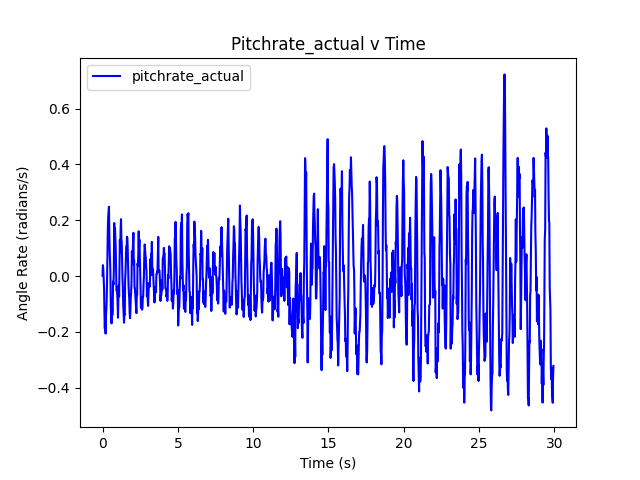 Pitchrate_actual v Time
pitchrate_actual
Angle Rate (radians/s)
0.6
0.4
0.2
0.0
−0.2
−0.4
0 5 10 15 20 25 30
Time (s)